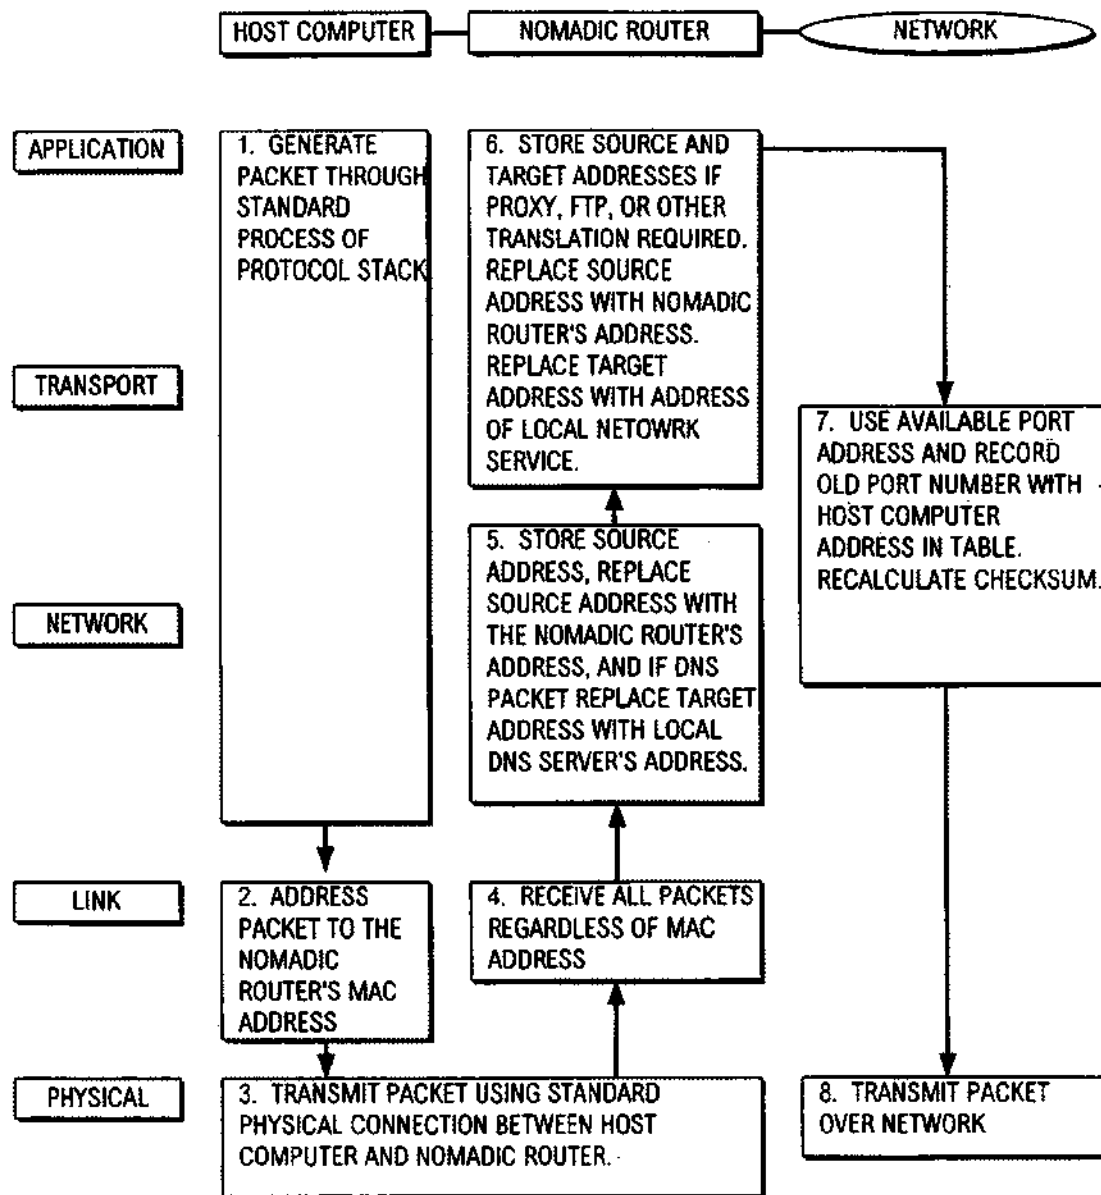 HOST COMPUTER
NOMADIC ROUTER
NETWORK
APPLICATION
1. GENERATE
PACKET THROUGH
STANDARD
PROCESS OF
PROTOCOL STACK
6. STORE SOURCE AND
TARGET ADDRESSES IF
PROXY, FTP, OR OTHER
TRANSLATION REQUIRED.
REPLACE SOURCE
ADDRESS WITH NOMADIC
ROUTER'S ADDRESS.
REPLACE TARGET
ADDRESS WITH ADDRESS
OF LOCAL NETOWRK
SERVICE.
TRANSPORT
7. USE AVAILABLE PORT
ADDRESS AND RECORD
OLD PORT NUMBER WITH
HOST COMPUTER
ADDRESS IN TABLE.
RECALCULATE CHECKSUM.
NETWORK
5. STORE SOURCE
ADDRESS, REPLACE
SOURCE ADDRESS WITH
THE NOMADIC ROUTER'S
ADDRESS, AND IF DNS
PACKET REPLACE TARGET
ADDRESS WITH LOCAL
DNS SERVER'S ADDRESS.
LINK
2. ADDRESS
PACKET TO THE
NOMADIC
ROUTER'S MAC
ADDRESS
4. RECEIVE ALL PACKETS
REGARDLESS OF MAC
ADDRESS
PHYSICAL
3. TRANSMIT PACKET USING STANDARD
PHYSICAL CONNECTION BETWEEN HOST
COMPUTER AND NOMADIC ROUTER.
8. TRANSMIT PACKET
OVER NETWORK